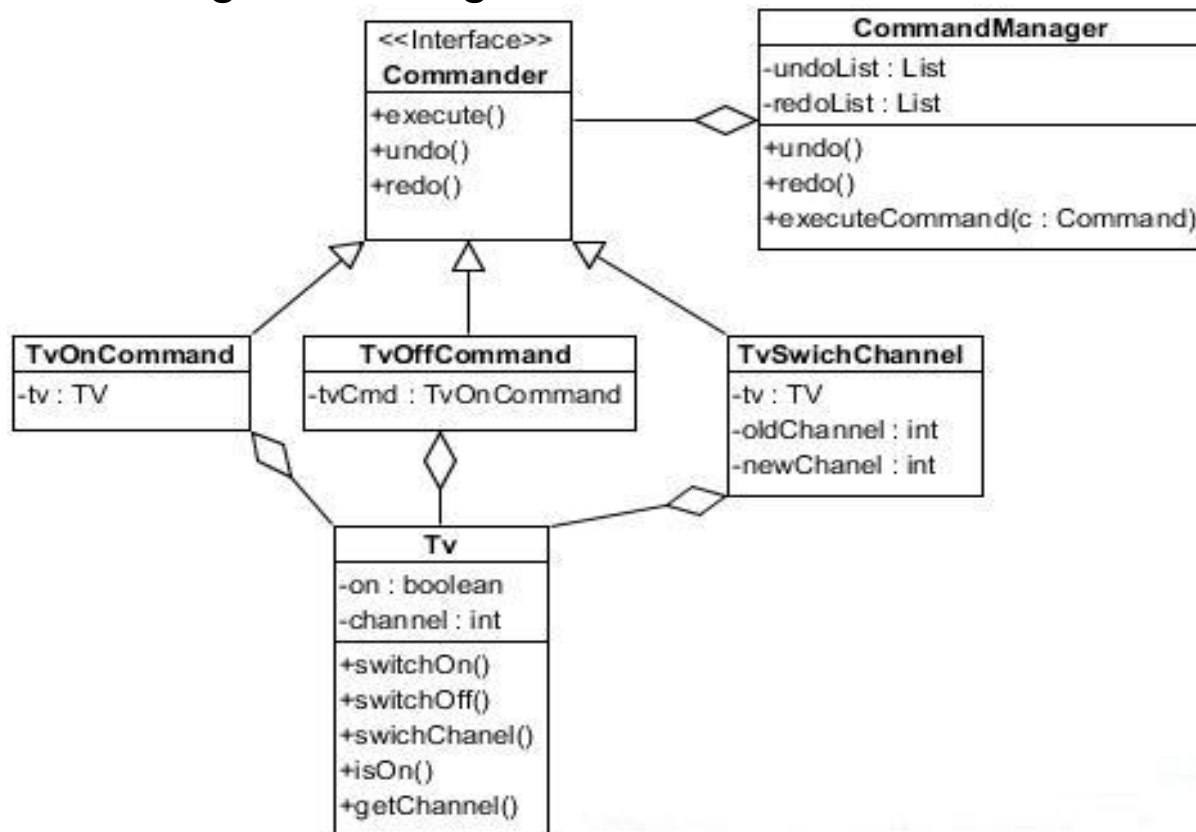 <<Interface>>
Commander
+execute()
+undo()
+redo()
CommandManager
-undoList : List
-redoList : List
+undo()
+redo()
+executeCommand(c : Command)
TvOnCommand
-tv : TV
TvOffCommand
-tvCmd : TvOnCommand
TvSwichChannel
-tv : TV
-oldChannel : int
-newChanel : int
Tv
-on : boolean
-channel : int
+switchOn()
+switchOff()
+swichChanel()
+isOn()
+getChannel()